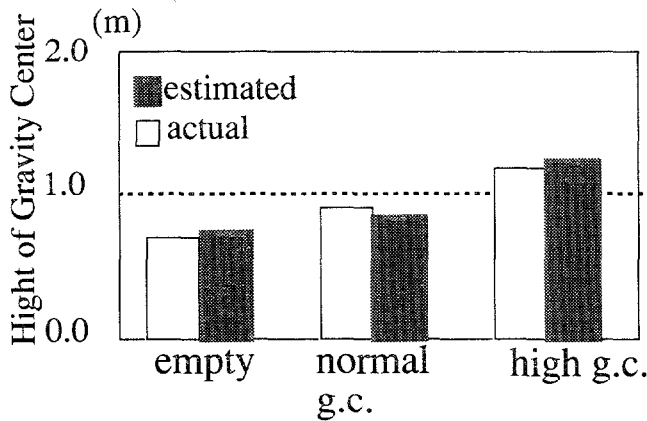 (m)
Hight of Gravity Center
2.0
1.0
0.0
estimated
actual
empty
normal
g.c.
high g.c.